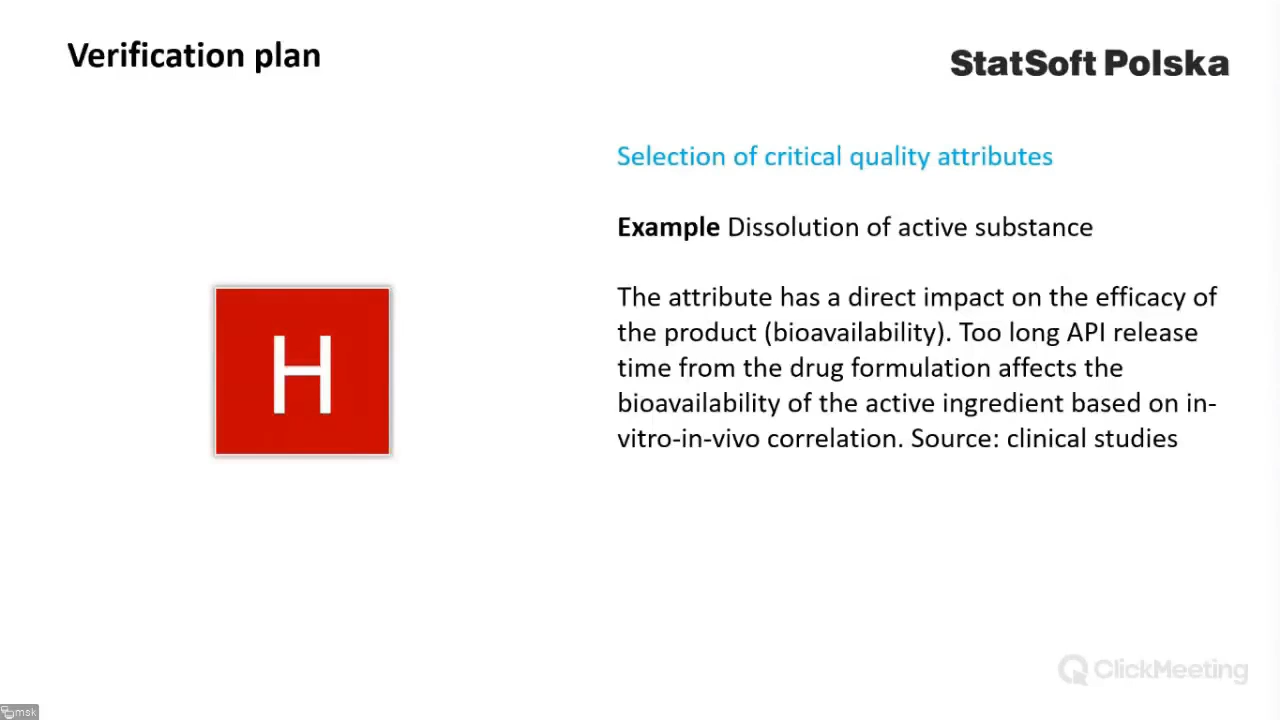 Verification plan
StatSoft Polska
Selection of critical quality attributes
Example Dissolution of active substance
The attribute has a direct impact on the efficacy of
the product (bioavailability). Too long API release
time from the drug formulation affects the
bioavailability of the active ingredient based on in-
vitro-in-vivo correlation. Source: clinical studies
H
ClickMeeting
msk